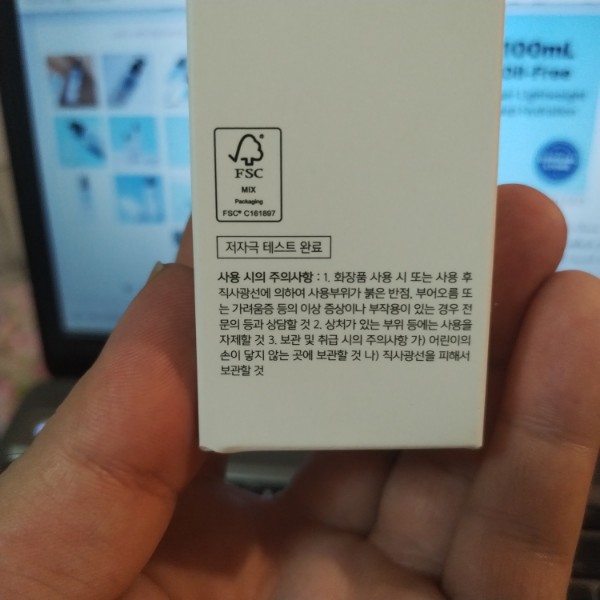 FSC
MIX
Packaging
FSC® C161897
저자극 테스트 완료
사용 시의 주의사항 : 1. 화장품 사용 시 또는 사용 후
직사광선에 의하여 사용부위가 붉은 반점, 부어오름 또
는 가려움증 등의 이상 증상이나 부작용이 있는 경우 전
문의 등과 상담할 것 2. 상처가 있는 부위 등에는 사용을
자제할 것 3. 보관 및 취급 시의 주의사항 가) 어린이의
손이 닿지 않는 곳에 보관할 것 나) 직사광선을 피해서
보관할 것
100mL
Oil-Free
Lightweight